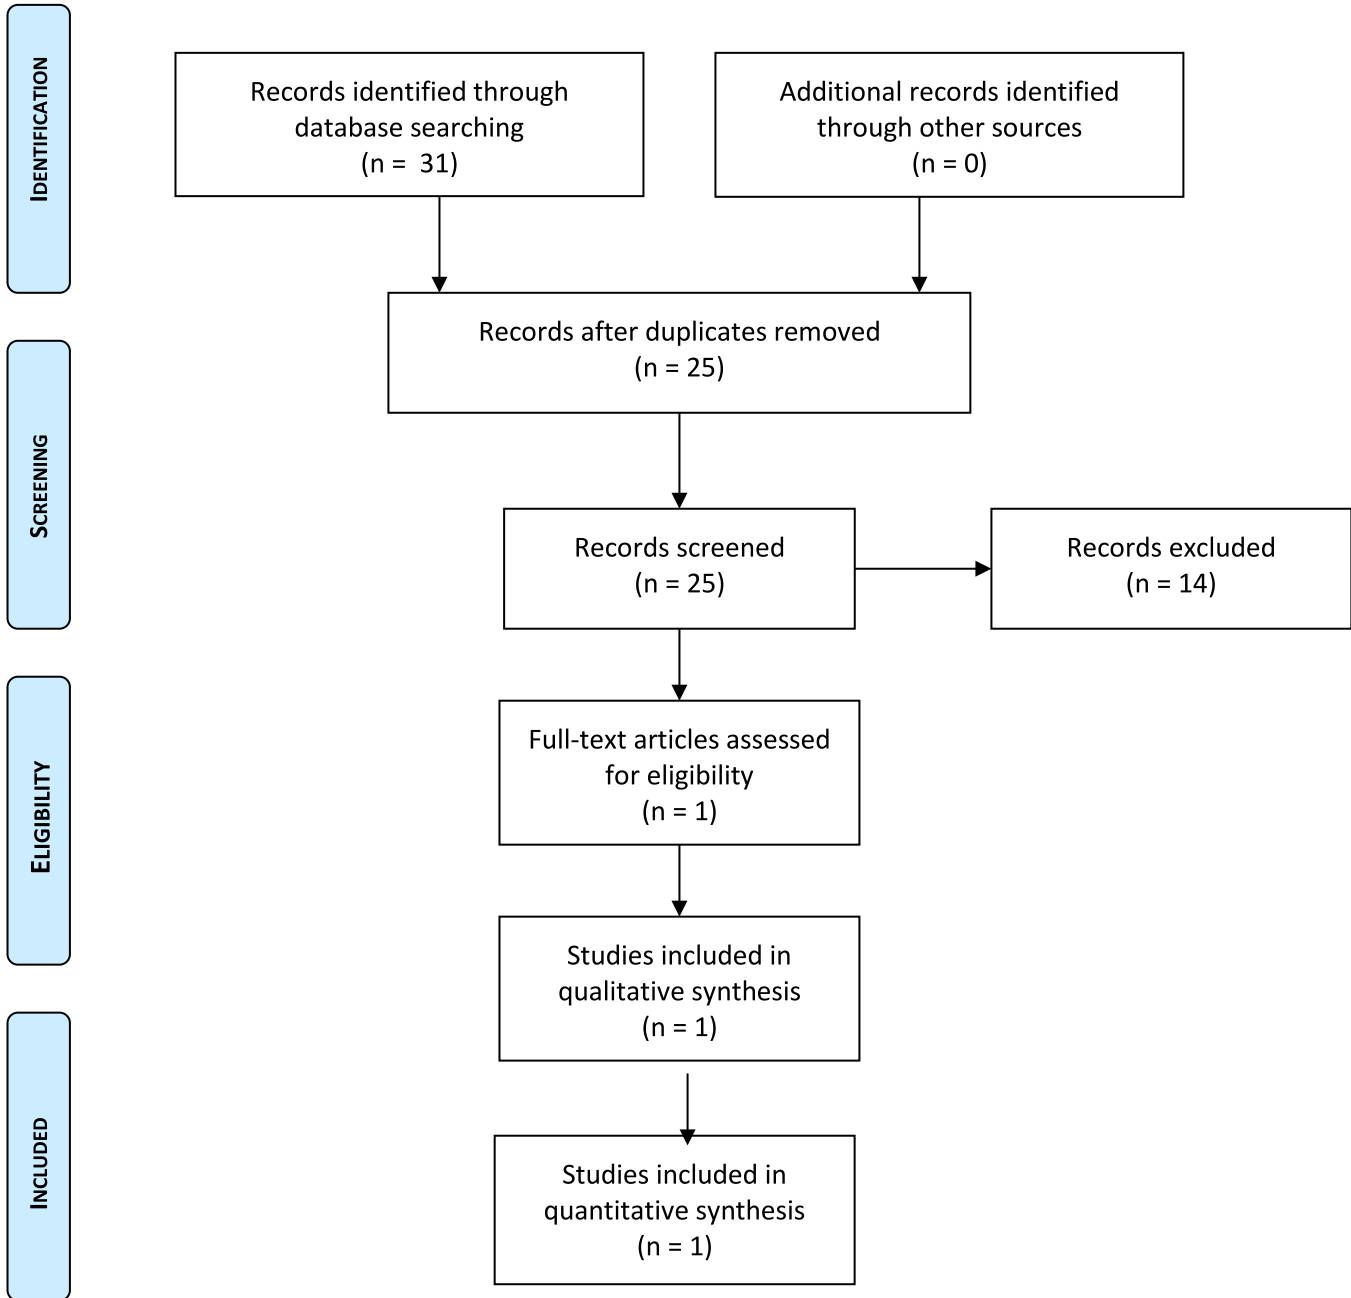 IDENTIFICATION
Records identified through
database searching
(n =  31)
Additional records identified
through other sources
(n = 0)
Records after duplicates removed
(n = 25)
SCREENING
Records screened
(n = 25)
Records excluded
(n = 14)
ELIGIBILITY
Full-text articles assessed
for eligibility
(n = 1)
Studies included in
qualitative synthesis
(n = 1)
INCLUDED
Studies included in
quantitative synthesis
(n = 1)